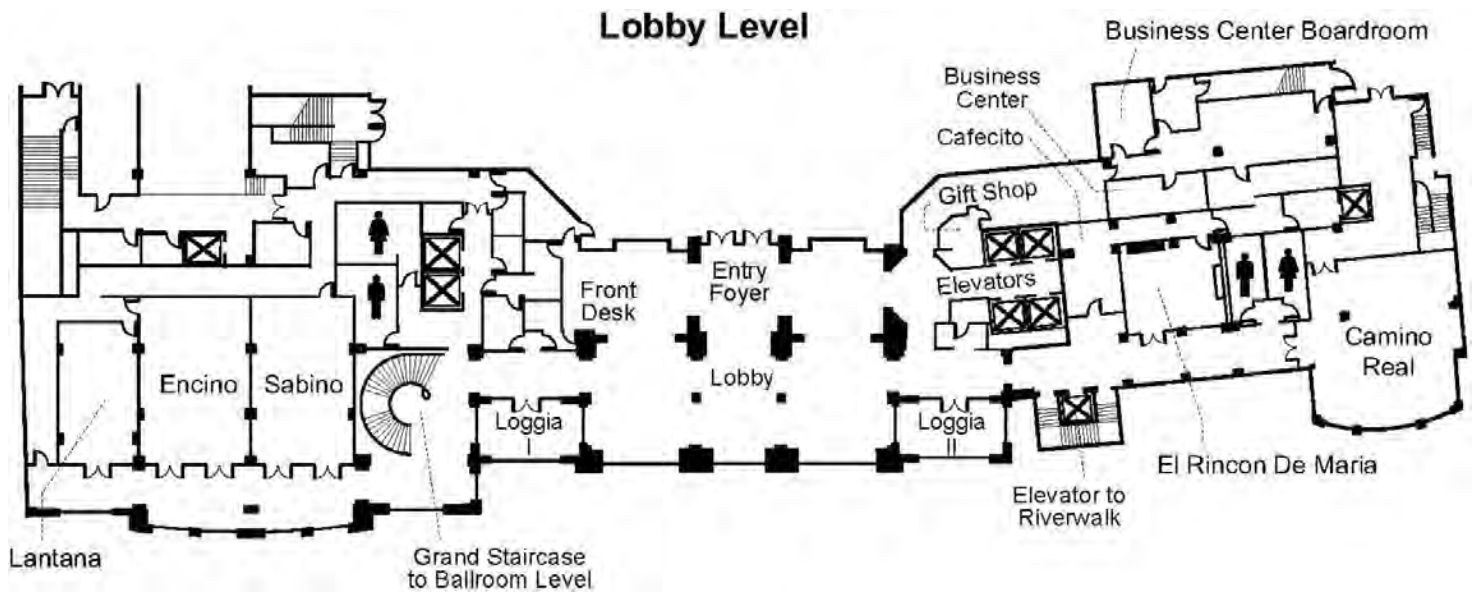 Lobby Level
Business Center Boardroom
Business
Center
Cafecito
Gift Shop
Elevators
Entry
Foyer
Front
Desk
Lobby
Camino
Real
Encino
Sabino
Loggia
I
Loggia
II
El Rincon De Maria
Elevator to
Riverwalk
Lantana
Grand Staircase
to Ballroom Level